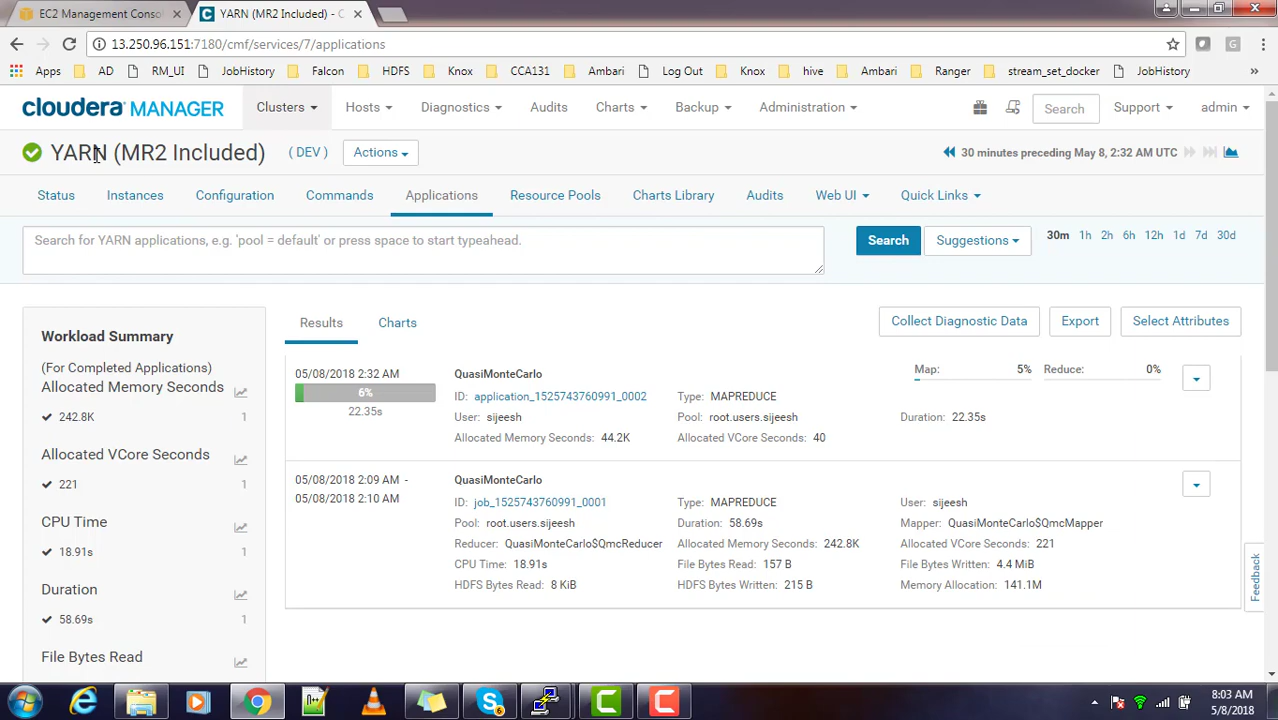 EC2 Management Conso
YARN (MR2 Included) - C
13.250.96.151:7180/cmf/services/7/applications
Apps AD RM_UI JobHistory Falcon HDFS Knox CCA131 Ambari Log Out Knox hive Ambari Ranger stream_set_docker JobHistory »
cloudera MANAGER Clusters Hosts Diagnostics Audits Charts Backup Administration Search Support admin
YARN (MR2 Included) ( DEV ) Actions 30 minutes preceding May 8, 2:32 AM UTC
Status Instances Configuration Commands Applications Resource Pools Charts Library Audits Web UI Quick Links
Search for YARN applications, e.g. 'pool = default' or press space to start typeahead. Search Suggestions 30m 1h 2h 6h 12h 1d 7d 30d
Workload Summary
(For Completed Applications)
Allocated Memory Seconds
242.8K 1
Allocated VCore Seconds
221 1
CPU Time
18.91s 1
Duration
58.69s 1
File Bytes Read
Results Charts Collect Diagnostic Data Export Select Attributes
05/08/2018 2:32 AM
6%
22.35s
QuasiMonteCarlo
ID: application_1525743760991_0002 Type: MAPREDUCE
User: sijeesh Pool: root.users.sijeesh Duration: 22.35s
Allocated Memory Seconds: 44.2K Allocated VCore Seconds: 40
Map: 5% Reduce: 0%
05/08/2018 2:09 AM -
05/08/2018 2:10 AM
QuasiMonteCarlo
ID: job_1525743760991_0001 Type: MAPREDUCE User: sijeesh
Pool: root.users.sijeesh Duration: 58.69s Mapper: QuasiMonteCarlo$QmcMapper
Reducer: QuasiMonteCarlo$QmcReducer Allocated Memory Seconds: 242.8K Allocated VCore Seconds: 221
CPU Time: 18.91s File Bytes Read: 157 B File Bytes Written: 4.4 MiB
HDFS Bytes Read: 8 KiB HDFS Bytes Written: 215 B Memory Allocation: 141.1M
Feedback
8:03 AM
5/8/2018